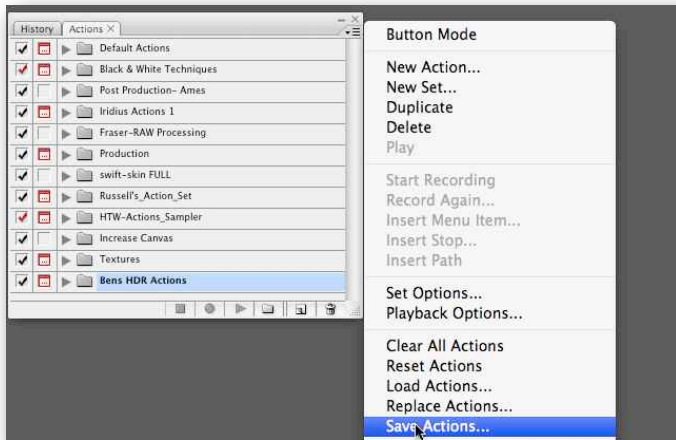 History
Actions
Default Actions
Black & White Techniques
Post Production- Ames
Iridius Actions 1
Fraser-RAW Processing
Production
swift-skin FULL
Russell's_Action_Set
HTW-Actions_Sampler
Increase Canvas
Textures
Bens HDR Actions
Button Mode
New Action...
New Set...
Duplicate
Delete
Play
Start Recording
Record Again...
Insert Menu Item...
Insert Stop...
Insert Path
Set Options...
Playback Options...
Clear All Actions
Reset Actions
Load Actions...
Replace Actions...
Save Actions...